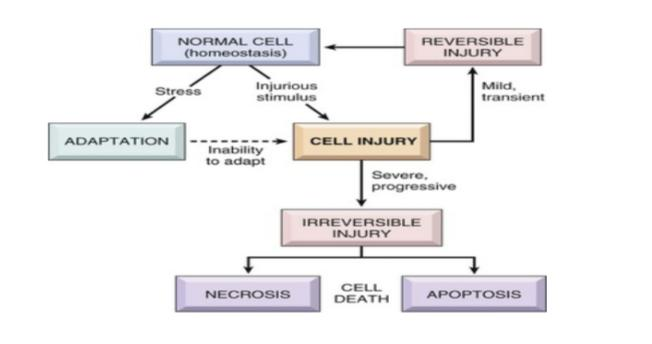 NORMAL CELL
(homeostasis)
REVERSIBLE
INJURY
Stress
Injurious
stimulus
Mild,
transient
ADAPTATION
Inability
to adapt
CELL INJURY
Severe,
progressive
IRREVERSIBLE
INJURY
NECROSIS
CELL
DEATH
APOPTOSIS